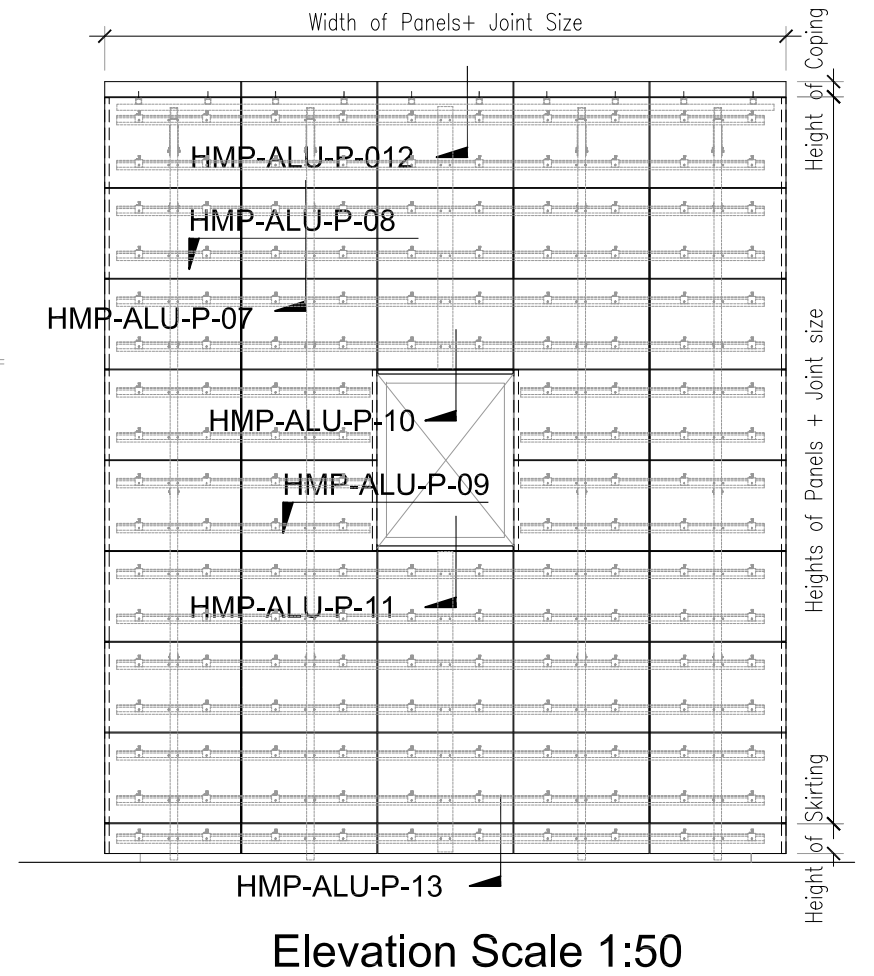 Width of Panels+ Joint Size
Height of Coping
HMP-ALU-P-012
HMP-ALU-P-08
HMP-ALU-P-07
Heights of Panels + Joint size
HMP-ALU-P-10
HMP-ALU-P-09
HMP-ALU-P-11
Height of Skirting
HMP-ALU-P-13
Elevation Scale 1:50